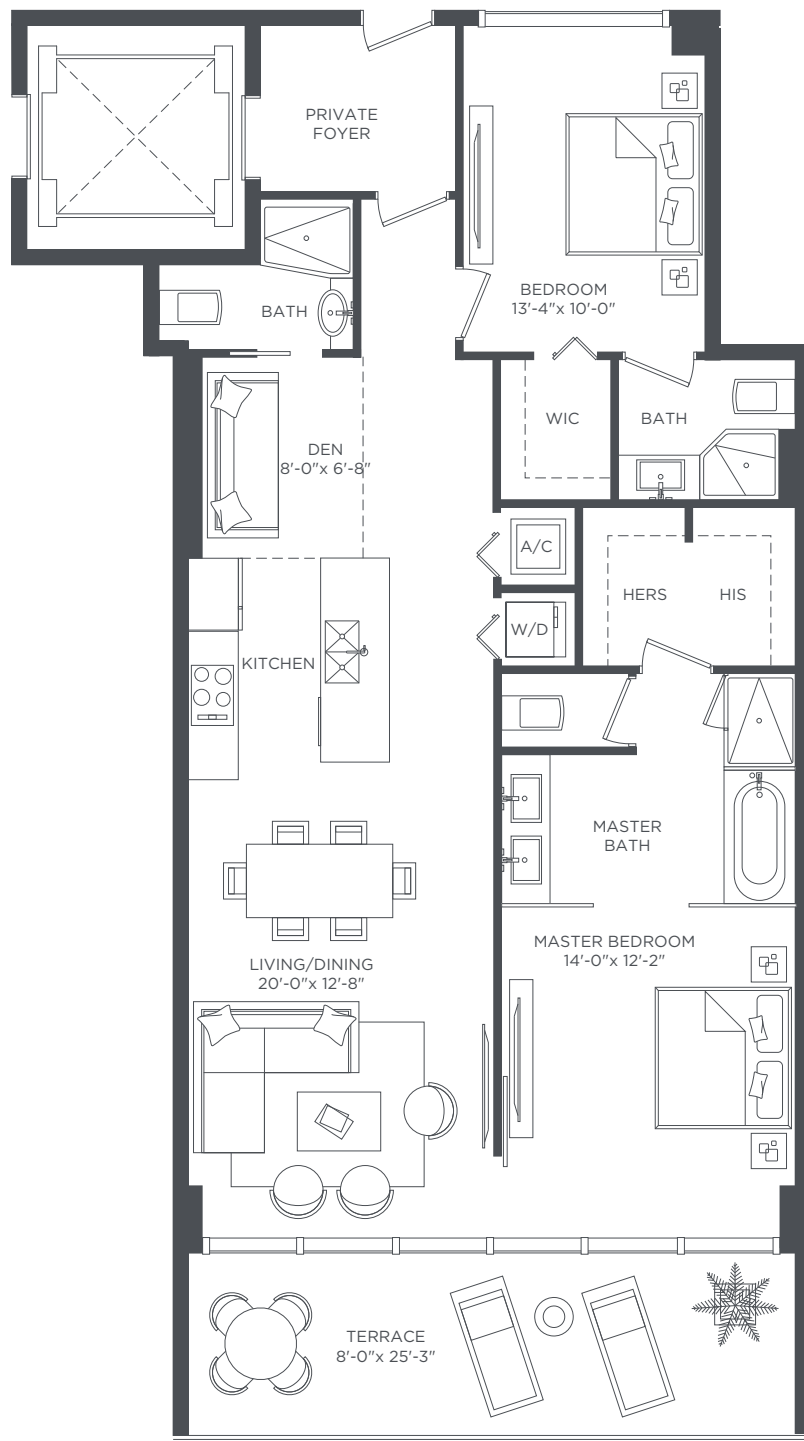 PRIVATE
FOYER
BEDROOM
13'-4"x 10'-0"
BATH
WIC
BATH
DEN
8'-0"x 6'-8"
A/C
HERS
HIS
W/D
KITCHEN
MASTER
BATH
MASTER BEDROOM
14'-0"x 12'-2"
LIVING/DINING
20'-0"x 12'-8"
TERRACE
8'-0"x 25'-3"